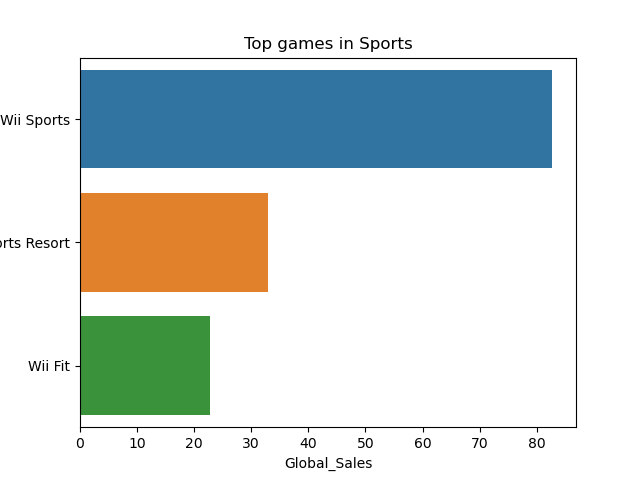 Top games in Sports
Wii Sports
Resort
Wii Fit
0 10 20 30 40 50 60 70 80
Global_Sales